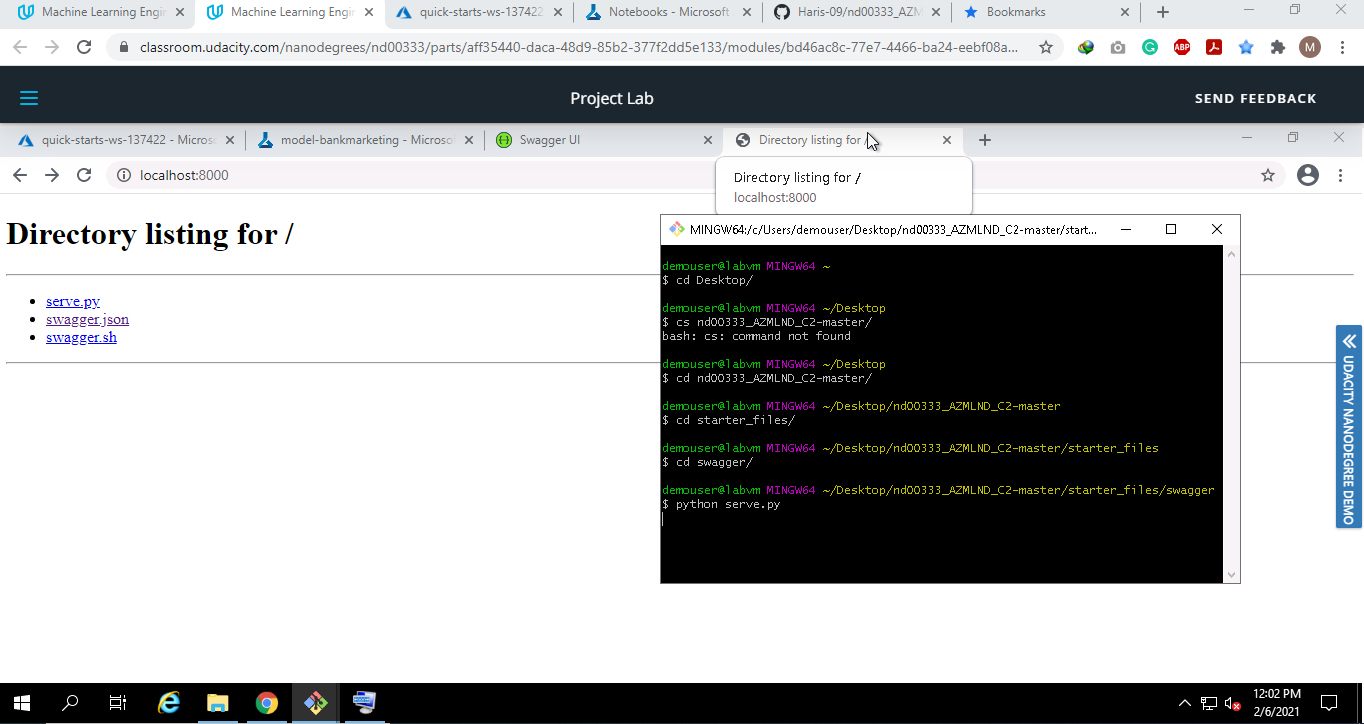 Machine Learning Engin
Machine Learning Engin
quick-starts-ws-137422
Notebooks - Microsoft
Haris-09/nd00333_AZM
Bookmarks
classroom.udacity.com/nanodegrees/nd00333/parts/aff35440-daca-48d9-85b2-377f2dd5e133/modules/bd46ac8c-77e7-4466-ba24-eebf08a...
G
ABP
M
Project Lab
SEND FEEDBACK
quick-starts-ws-137422 - Micros
model-bankmarketing - Microsof
Swagger UI
Directory listing for /
localhost:8000
Directory listing for /
localhost:8000
Directory listing for /
serve.py
swagger.json
swagger.sh
MINGW64:/c/Users/demouser/Desktop/nd00333_AZMLND_C2-master/start...
demouser@labvm MINGW64 ~
$ cd Desktop/
demouser@labvm MINGW64 ~/Desktop
$ cs nd00333_AZMLND_C2-master/
bash: cs: command not found
demouser@labvm MINGW64 ~/Desktop
$ cd nd00333_AZMLND_C2-master/
demouser@labvm MINGW64 ~/Desktop/nd00333_AZMLND_C2-master
$ cd starter_files/
demouser@labvm MINGW64 ~/Desktop/nd00333_AZMLND_C2-master/starter_files
$ cd swagger/
demouser@labvm MINGW64 ~/Desktop/nd00333_AZMLND_C2-master/starter_files/swagger
$ python serve.py
UDACITY NANODEGREE DEMO
12:02 PM
2/6/2021